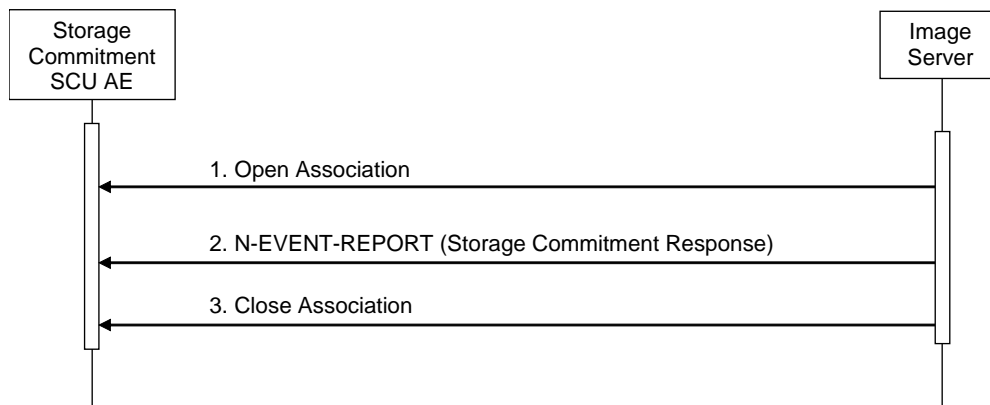 Storage
Commitment
SCU AE
Image
Server
1. Open Association
2. N-EVENT-REPORT (Storage Commitment Response)
3. Close Association